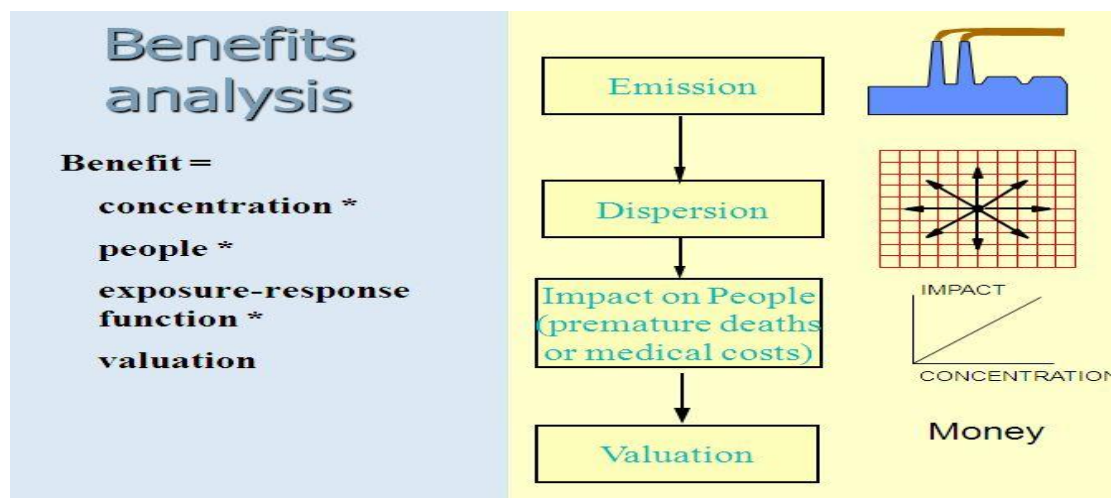 Benefits
analysis
Benefit =
concentration *
people *
exposure-response
function *
valuation
Emission
Dispersion
Impact on People
(premature deaths
or medical costs)
IMPACT
CONCENTRATION
Valuation
Money